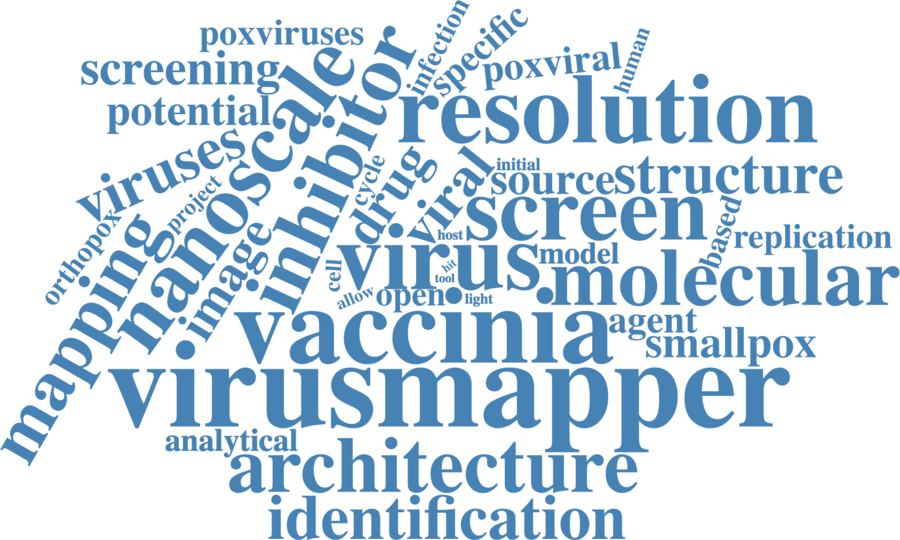 poxviruses
infection
specific
screening
nanoscale
inhibitor
poxviral
human
potential
resolution
viruses
cycle
drug
viral
initial
source
structure
project
orthopox
screen
based
mapping
image
host
virus
model
replication
cell
hit
tool
molecular
allow
open
light
vaccinia
agent
smallpox
virusmapper
analytical
architecture
identification